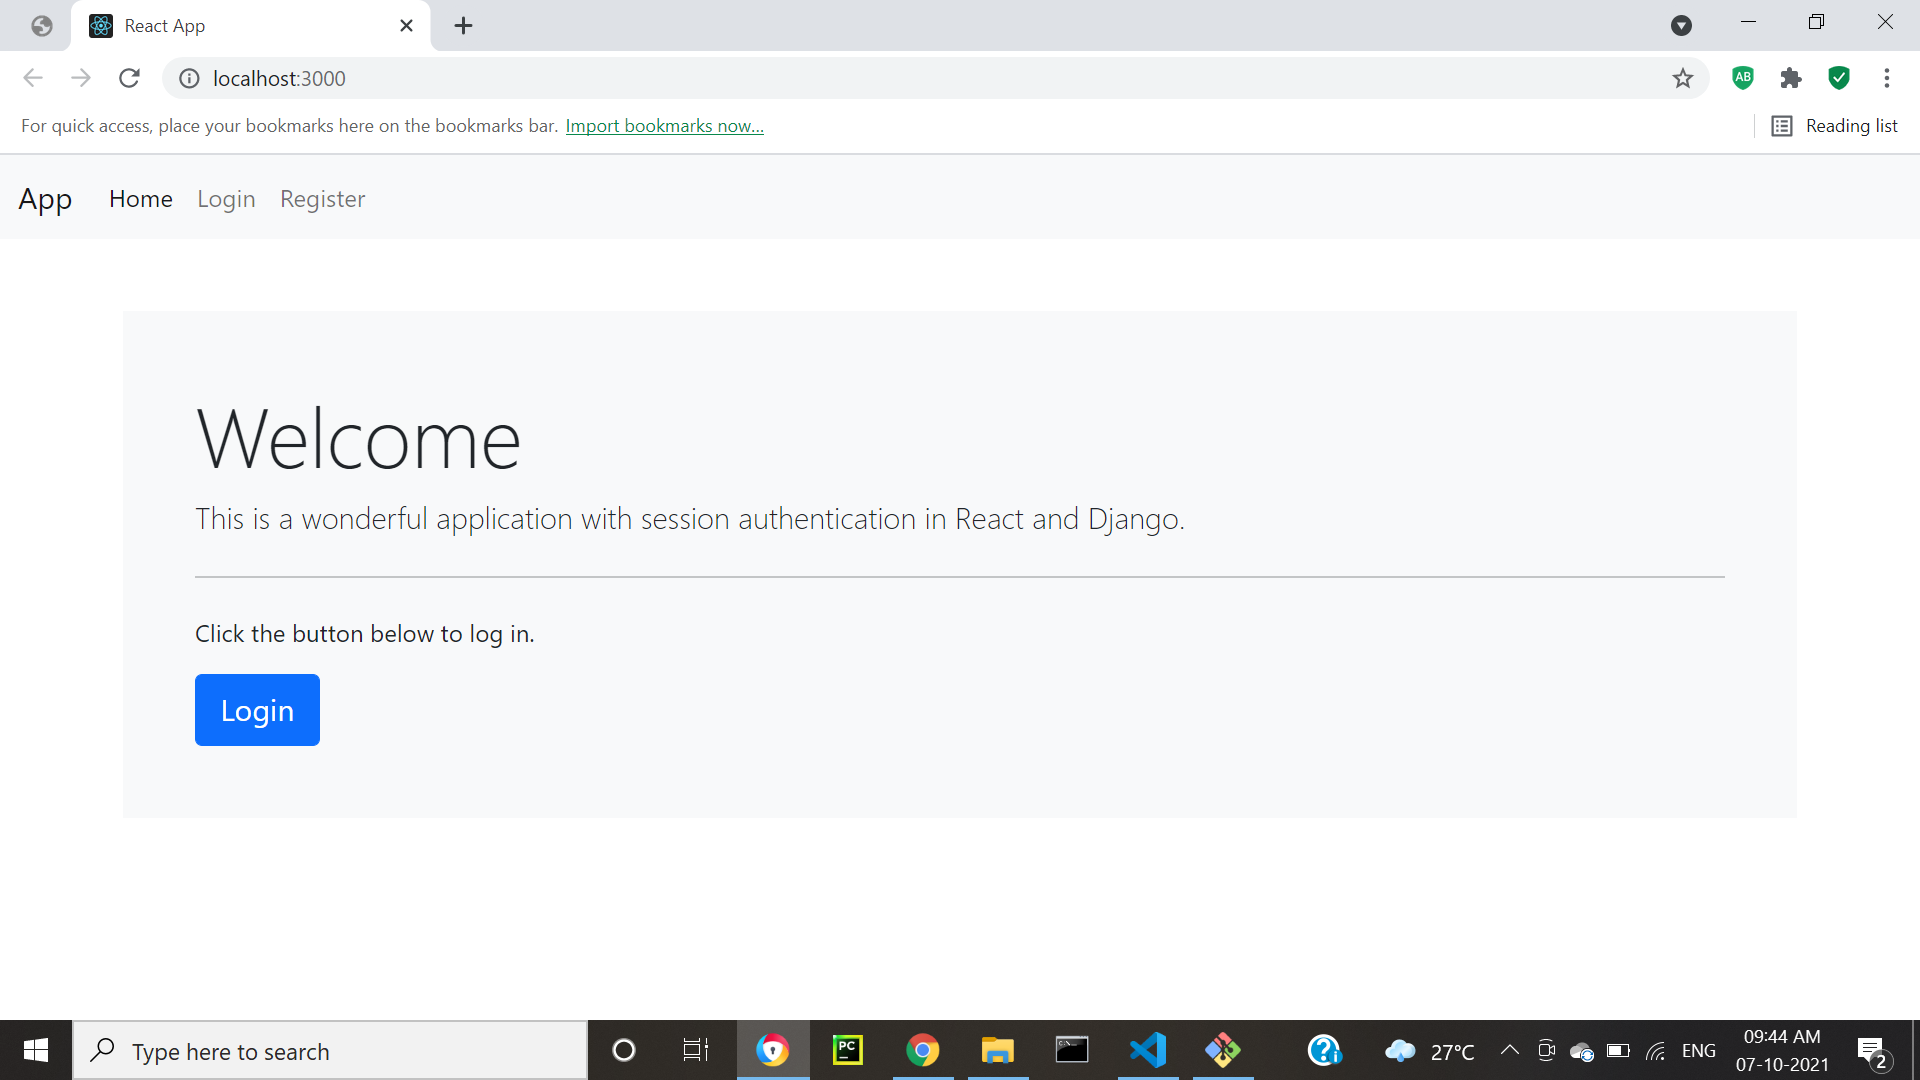 React App
localhost:3000
AB
For quick access, place your bookmarks here on the bookmarks bar. Import bookmarks now...
Reading list
App Home Login Register
Welcome
This is a wonderful application with session authentication in React and Django.
Click the button below to log in.
Login
Type here to search
PC
27°C
ENG
09:44 AM
07-10-2021
2